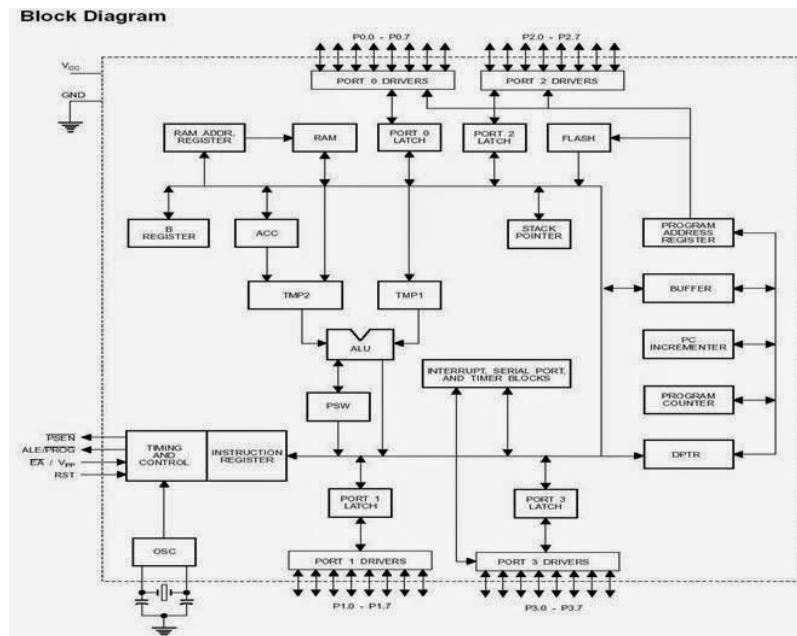 Block Diagram
P0.0 - P0.7
P2.0 - P2.7
VCC
PORT 0 DRIVERS
PORT 2 DRIVERS
GND
RAM ADDR.
REGISTER
RAM
PORT 0
LATCH
PORT 2
LATCH
FLASH
B
REGISTER
ACC
STACK
POINTER
PROGRAM
ADDRESS
REGISTER
TMP2
TMP1
BUFFER
ALU
PC
INCREMENTER
INTERRUPT, SERIAL PORT,
AND TIMER BLOCKS
PSW
PROGRAM
COUNTER
PSEN
ALE/PROG
EA / VPP
RST
TIMING
AND
CONTROL
INSTRUCTION
REGISTER
DPTR
PORT 1
LATCH
PORT 3
LATCH
OSC
PORT 1 DRIVERS
PORT 3 DRIVERS
P1.0 - P1.7
P3.0 - P3.7